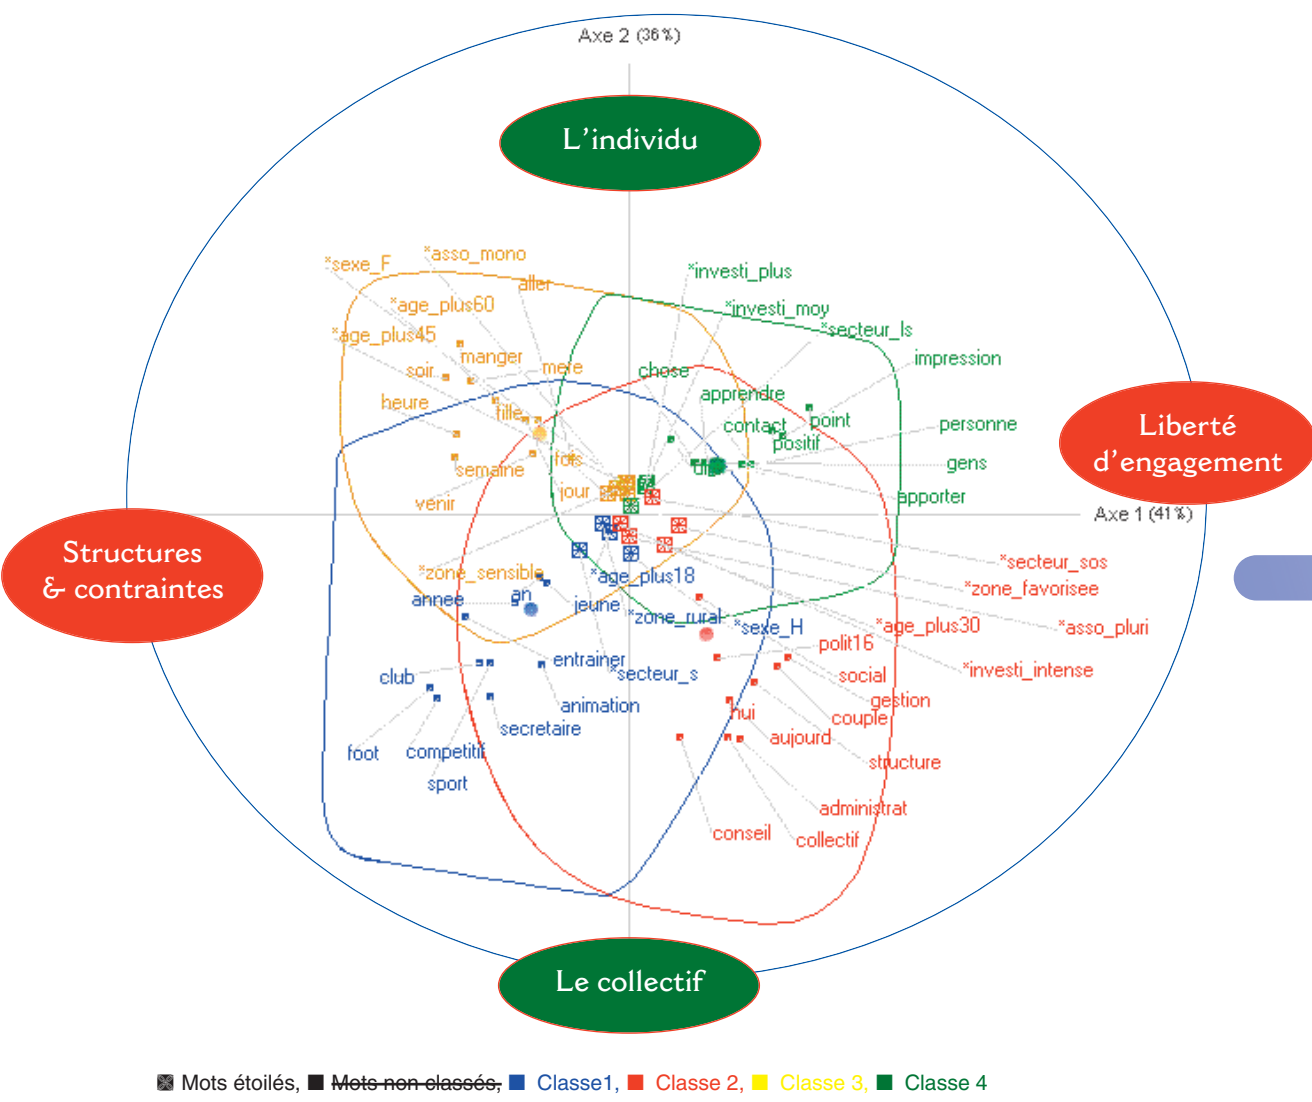 Axe 2 (36%)
L'individu
*asso_mono
*sexe_F
*investi_plus
aller
*age_plus60
*investi_moy
*age_plus45
*secteur_ls
manger
impression
soir
mere
chose
apprendre
heure
fille
point
contact
personne
positif
Liberté
d'engagement
semaine
fois
gens
jour
apporter
venir
Axe 1 (41%)
Structures
& contraintes
*secteur_sos
*zone_sensible
*age_plus18
*zone_favorisee
annee
an
jeune
*zone_rural
*sexe_H
*age_plus30
*asso_pluri
polit16
entrainer
*secteur_s
*investi_intense
club
social
animation
gestion
hui
couple
secretaire
aujourd
foot
competitif
structure
sport
administrat
conseil
collectif
Le collectif
Mots étoilés, Mots non classés, Classe1, Classe 2, Classe 3, Classe 4